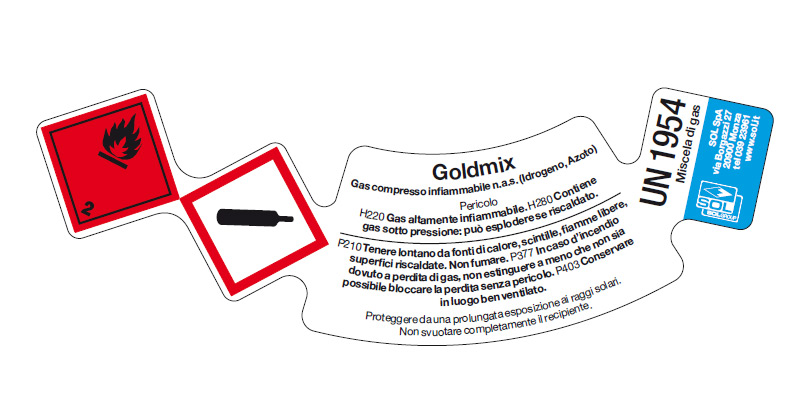 2
Goldmix
Gas compresso infiammabile n.a.s. (Idrogeno, Azoto)
Pericolo
H220 Gas altamente infiammabile. H280 Contiene
gas sotto pressione: può esplodere se riscaldato.
P210 Tenere lontano da fonti di calore, scintille, fiamme libere,
superfici riscaldate. Non fumare. P377 In caso d'incendio
dovuto a perdita di gas, non estinguere a meno che non sia
possibile bloccare la perdita senza pericolo. P403 Conservare
in luogo ben ventilato.
Proteggere da una prolungata esposizione ai raggi solari.
Non svuotare completamente il recipiente.
UN 1954
Miscela di gas
SOL SpA
via Borgazzi 27
20900 Monza
tel 039 23961
www.sol.it
SOL
SOLGROUP